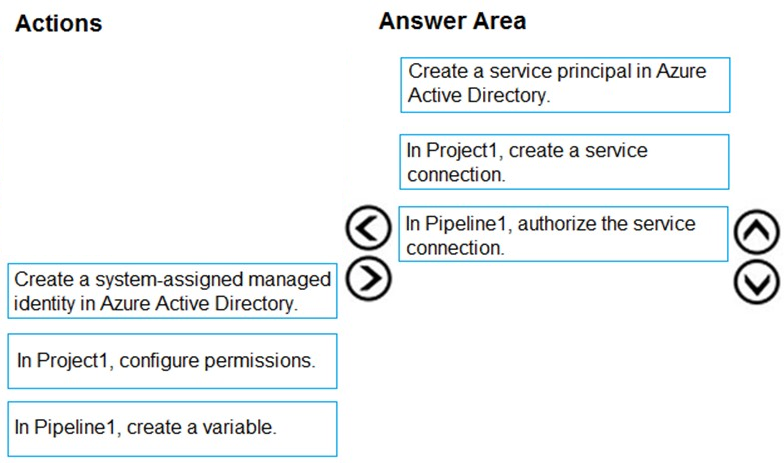 Actions
Answer Area
Create a service principal in Azure
Active Directory.
In Project1, create a service
connection.
In Pipeline1, authorize the service
connection.
Create a system-assigned managed
identity in Azure Active Directory.
In Project1, configure permissions.
In Pipeline1, create a variable.